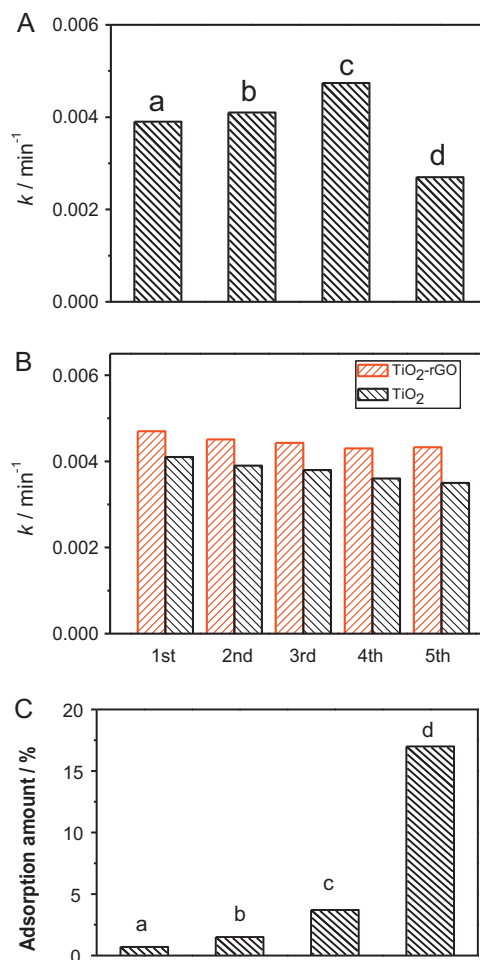 A
0.006
0.004
0.002
0.000
k / min⁻¹
a
b
c
d
B
0.006
0.004
0.002
0.000
k / min⁻¹
TiO₂-rGO
TiO₂
1st 2nd 3rd 4th 5th
C
20
15
10
5
0
Adsorption amount / %
a
b
c
d